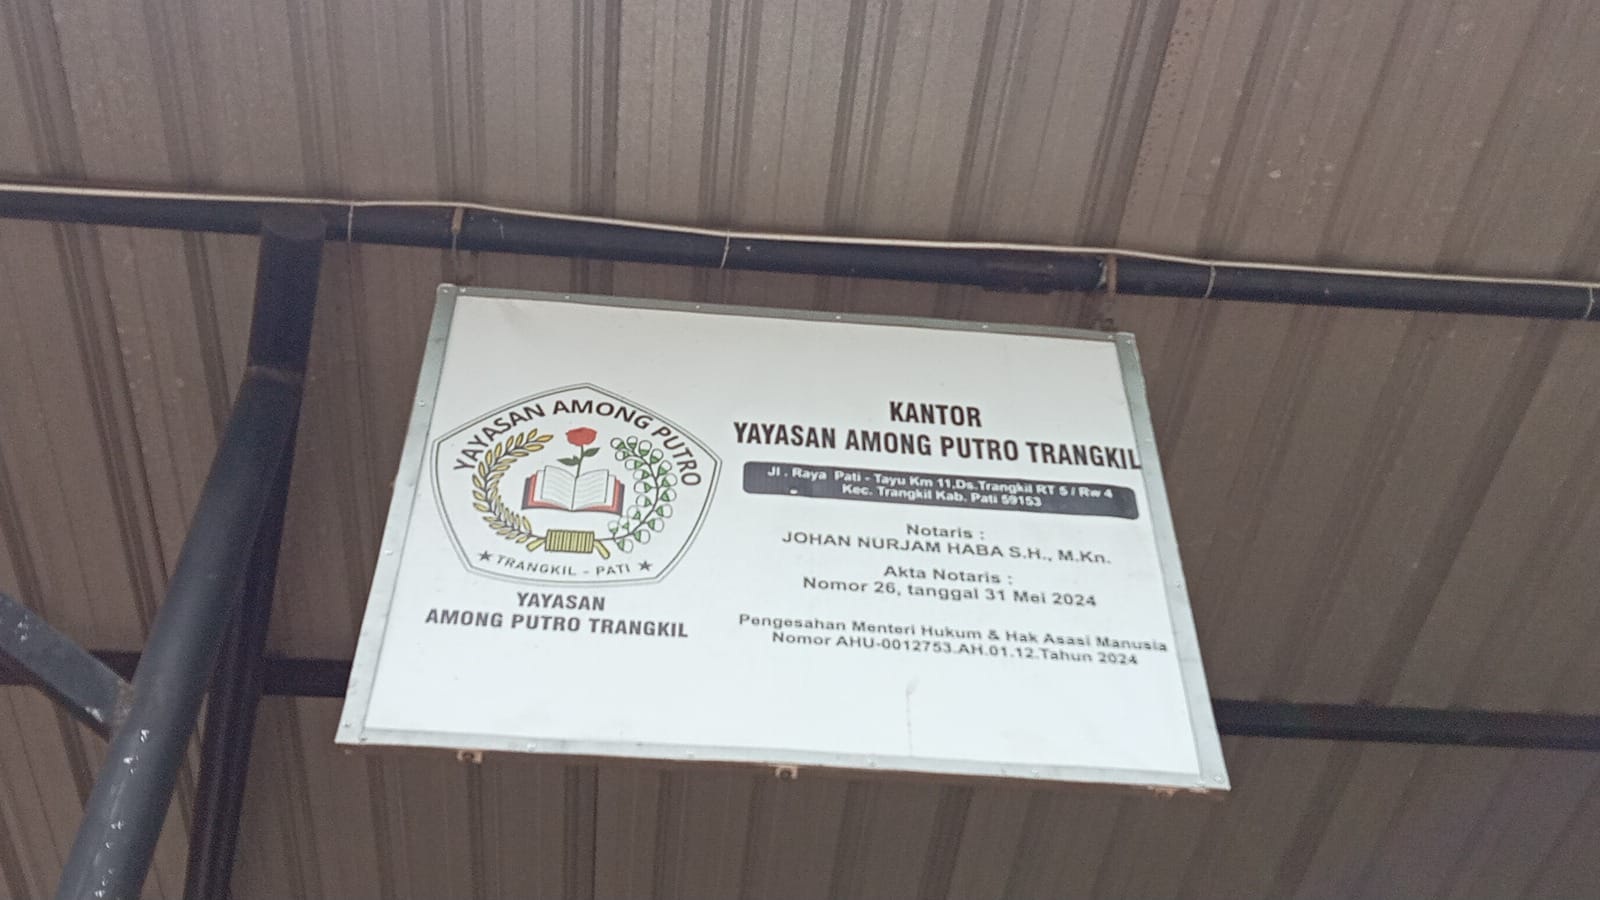 YAYASAN AMONG PUTRO
★ TRANGKIL - PATI ★
YAYASAN
AMONG PUTRO TRANGKIL
KANTOR
YAYASAN AMONG PUTRO TRANGKIL
Jl . Raya Pati - Tayu Km 11,Ds.Trangkil RT 5 / Rw 4
Kec. Trangkil Kab. Pati 59153
Notaris :
JOHAN NURJAM HABA S.H., M.Kn.
Akta Notaris :
Nomor 26, tanggal 31 Mei 2024
Pengesahan Menteri Hukum & Hak Asasi Manusia
Nomor AHU-0012753.AH.01.12.Tahun 2024